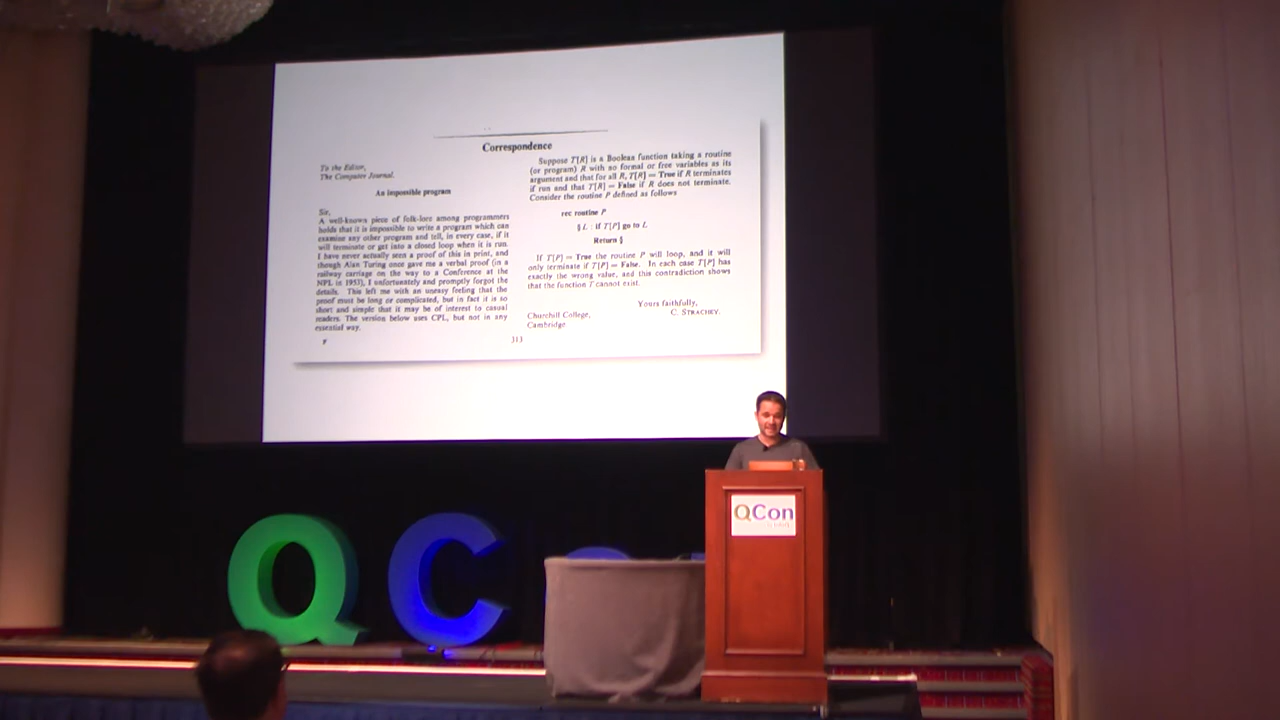 Correspondence
To the Editor,
The Computer Journal.
An impossible program
Sir,
A well-known piece of folk-lore among programmers
holds that it is impossible to write a program which can
examine any other program and tell, in every case, if it
will terminate or get into a closed loop when it is run.
I have never actually seen a proof of this in print, and
though Alan Turing once gave me a verbal proof (in a
railway carriage on the way to a Conference at the
NPL in 1953), I unfortunately and promptly forgot the
details. This left me with an uneasy feeling that the
proof must be long or complicated, but in fact it is so
short and simple that it may be of interest to casual
readers. The version below uses CPL, but not in any
essential way.
Suppose T[R] is a Boolean function taking a routine
(or program) R with no formal or free variables as its
argument and that for all R, T[R] = True if R terminates
if run and that T[R] = False if R does not terminate.
Consider the routine P defined as follows
rec routine P
§ L : if T[P] go to L
Return §
If T[P] = True the routine P will loop, and it will
only terminate if T[P] = False. In each case T[P] has
exactly the wrong value, and this contradiction shows
that the function T cannot exist.
Yours faithfully,
C. STRACHEY.
Churchill College,
Cambridge
313
QCon
Q C